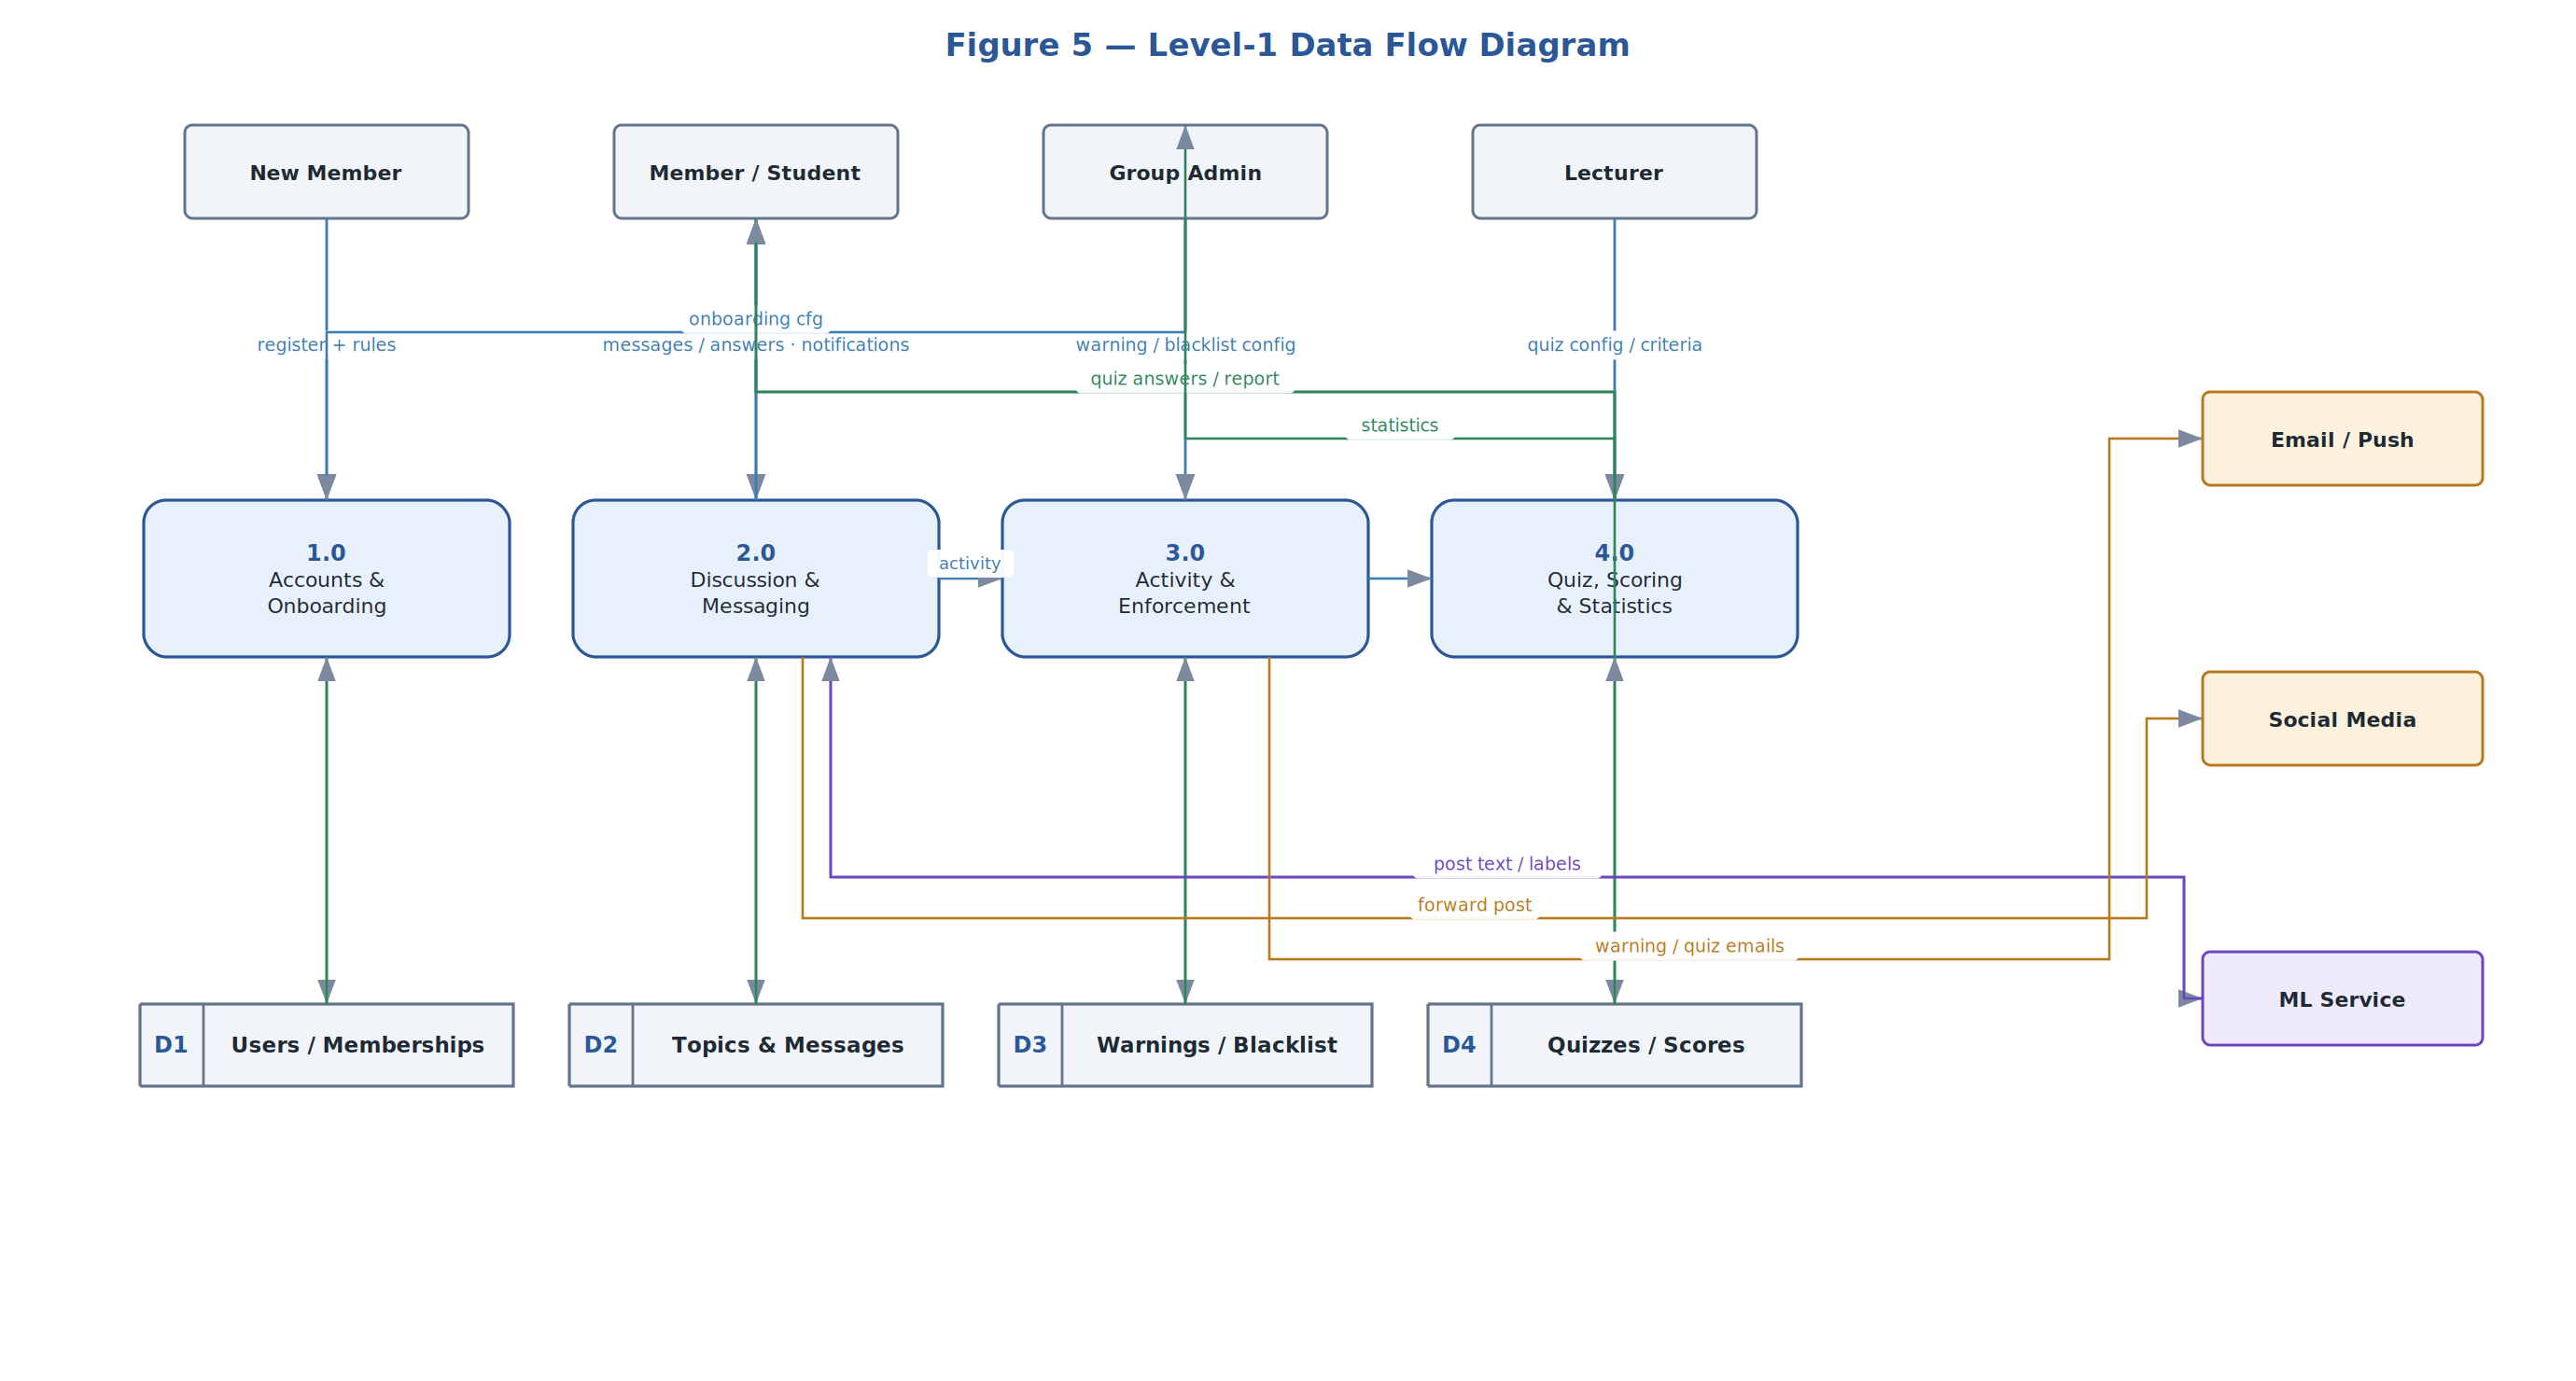 Figure 5 — Level-1 Data Flow Diagram
New Member
Member / Student
Group Admin
Lecturer
onboarding cfg
register + rules
messages / answers · notifications
warning / blacklist config
quiz config / criteria
quiz answers / report
statistics
Email / Push
1.0
Accounts &
Onboarding
2.0
Discussion &
Messaging
activity
3.0
Activity &
Enforcement
4.0
Quiz, Scoring
& Statistics
Social Media
post text / labels
forward post
warning / quiz emails
ML Service
D1
Users / Memberships
D2
Topics & Messages
D3
Warnings / Blacklist
D4
Quizzes / Scores